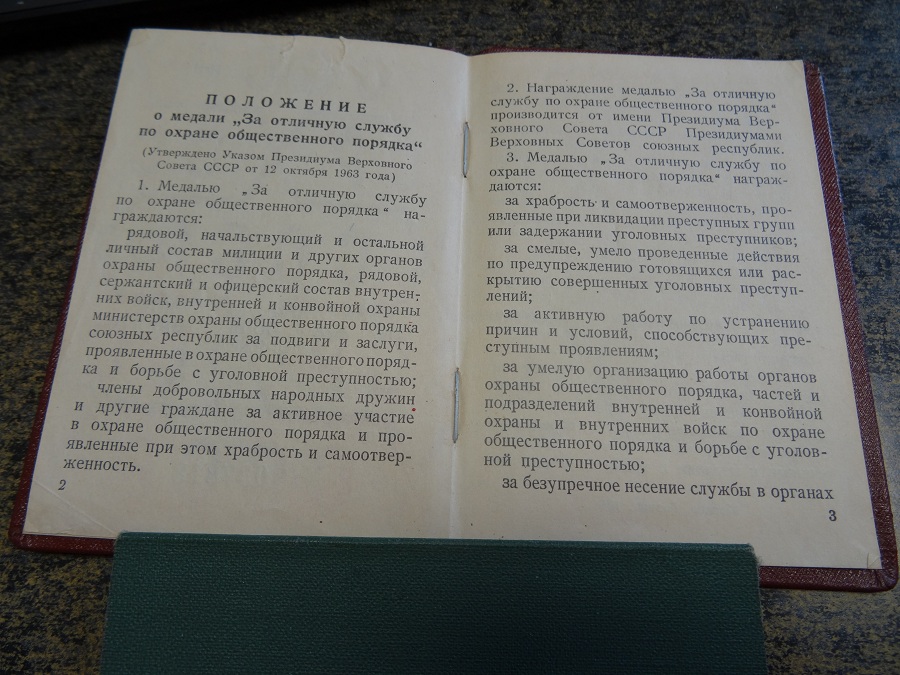 ПОЛОЖЕНИЕ
о медали „За отличную службу
по охране общественного порядка“
(Утверждено Указом Президиума Верховного
Совета СССР от 12 октября 1963 года)
1. Медалью „За отличную службу
по охране общественного порядка“ на-
граждаются:
рядовой, начальствующий и остальной
личный состав милиции и других органов
охраны общественного порядка, рядовой,
сержантский и офицерский состав внутрен-
них войск, внутренней и конвойной охраны
министерств охраны общественного порядка
союзных республик за подвиги и заслуги,
проявленные в охране общественного поряд-
ка и борьбе с уголовной преступностью;
члены добровольных народных дружин
и другие граждане за активное участие
в охране общественного порядка и про-
явленные при этом храбрость и самоотвер-
женность.
2
2. Награждение медалью „За отличную
службу по охране общественного порядка“
производится от имени Президиума Вер-
ховного Совета СССР Президиумами
Верховных Советов союзных республик.
3. Медалью „За отличную службу по
охране общественного порядка“ награж-
даются:
за храбрость и самоотверженность, про-
явленные при ликвидации преступных групп
или задержании уголовных преступников;
за смелые, умело проведенные действия
по предупреждению готовящихся или рас-
крытию совершенных уголовных преступ-
лений;
за активную работу по устранению
причин и условий, способствующих пре-
ступным проявлениям;
за умелую организацию работы органов
охраны общественного порядка, частей и
подразделений внутренней и конвойной
охраны и внутренних войск по охране
общественного порядка и борьбе с уголов-
ной преступностью;
за безупречное несение службы в органах
3